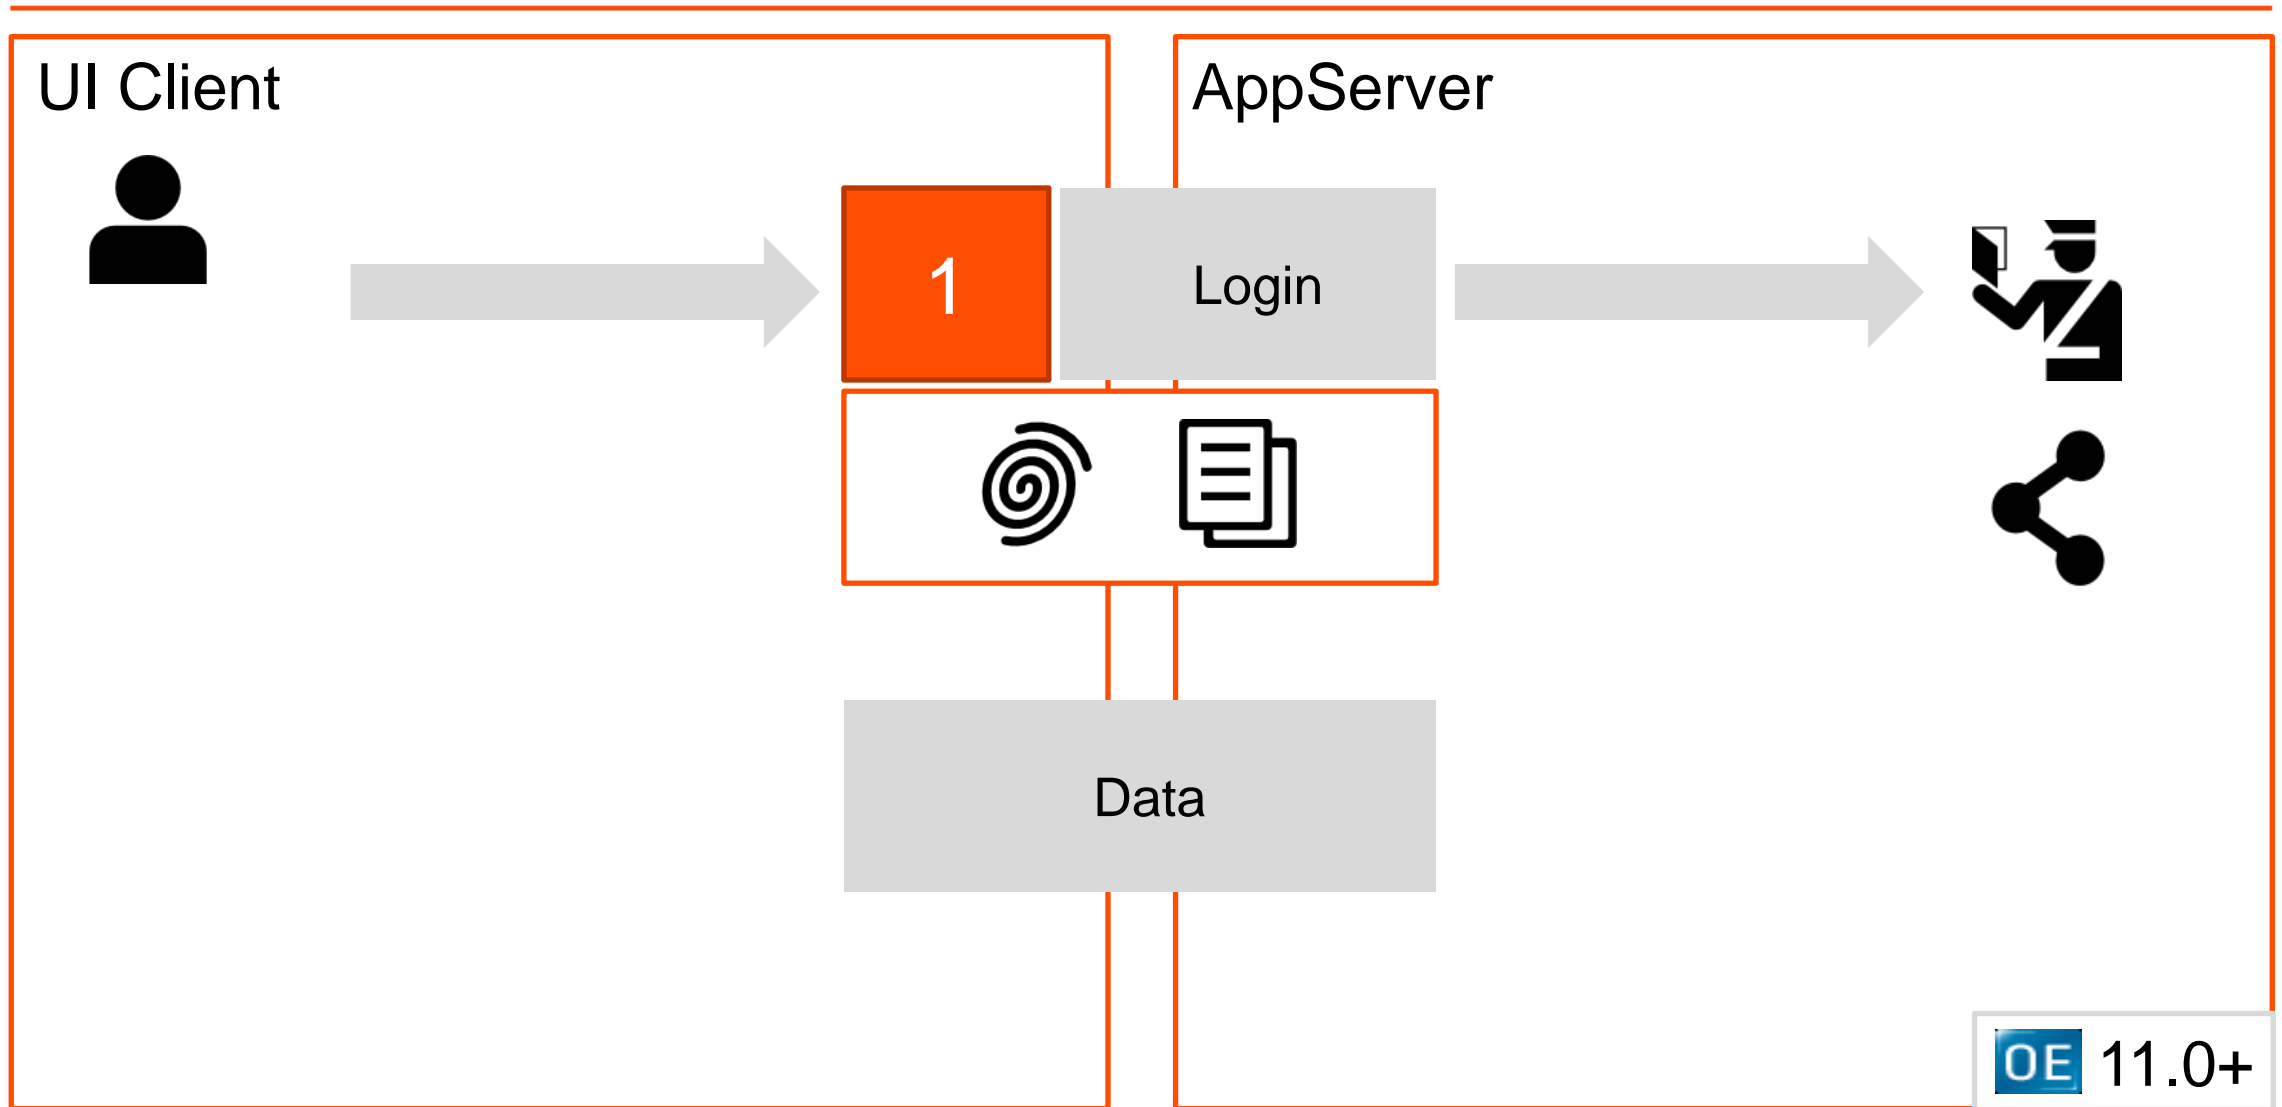 UI Client
AppServer
1
Login
Data
OE 11.0+